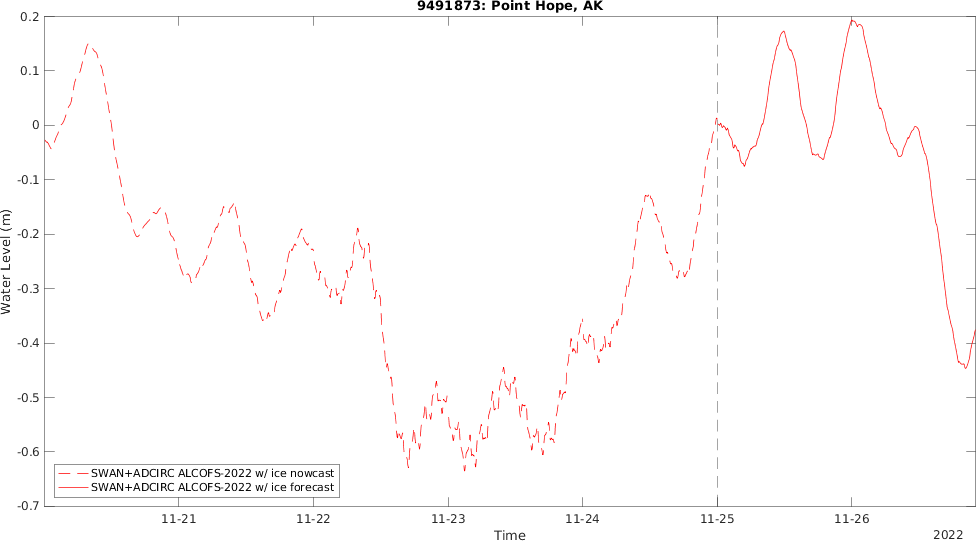 9491873: Point Hope, AK
0.2
0.1
0
-0.1
-0.2
-0.3
-0.4
-0.5
-0.6
-0.7
Water Level (m)
SWAN+ADCIRC ALCOFS-2022 w/ ice nowcast
SWAN+ADCIRC ALCOFS-2022 w/ ice forecast
11-21 11-22 11-23 11-24 11-25 11-26
Time
2022